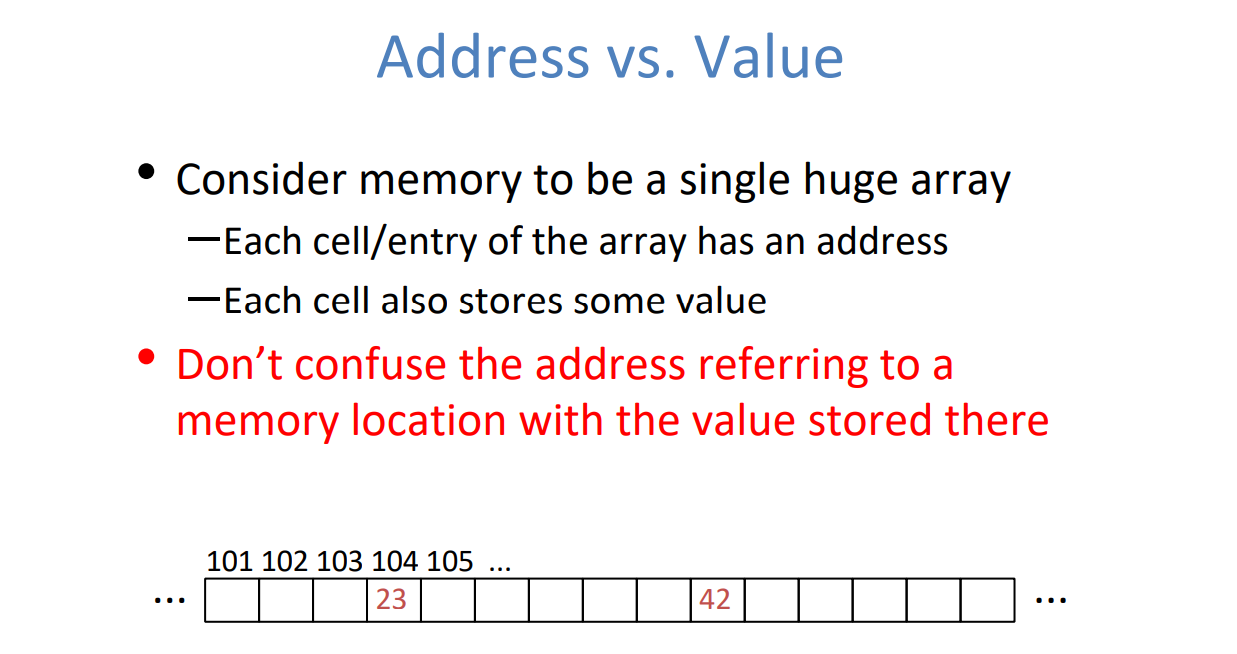 Address vs. Value
• Consider memory to be a single huge array
—Each cell/entry of the array has an address
—Each cell also stores some value
• Don’t confuse the address referring to a
memory location with the value stored there
101 102 103 104 105 ...
... 23 42 ...